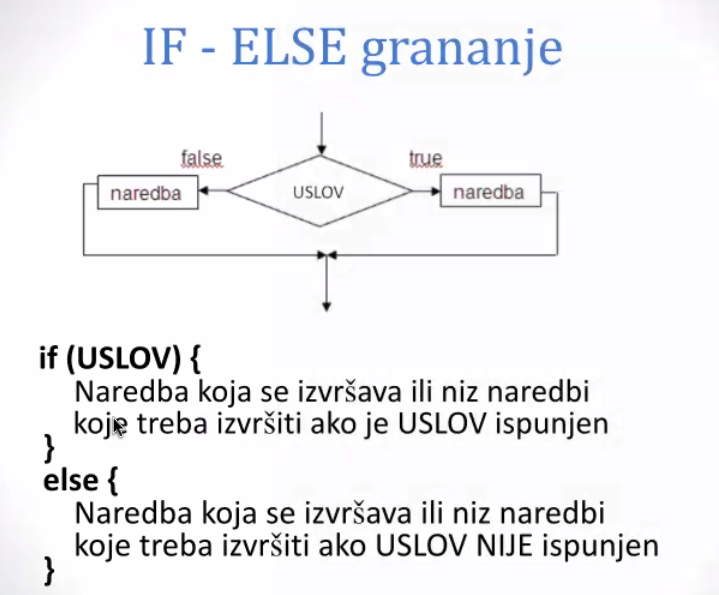 IF - ELSE grananje
false
true
naredba
USLOV
naredba
if (USLOV) {
Naredba koja se izvršava ili niz naredbi
koje treba izvršiti ako je USLOV ispunjen
}
else {
Naredba koja se izvršava ili niz naredbi
koje treba izvršiti ako USLOV NIJE ispunjen
}